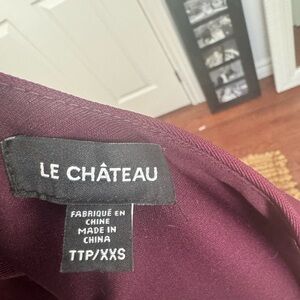 LE CHÂTEAU
FABRIQUÉ EN
CHINE
MADE IN
CHINA
TTP/XXS